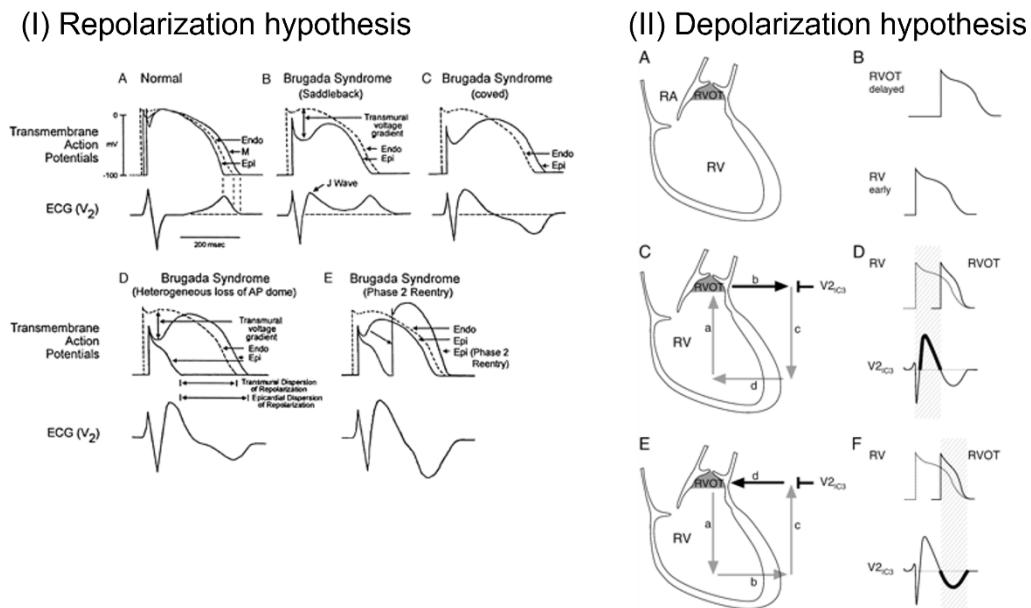 (I) Repolarization hypothesis
A Normal
B Brugada Syndrome
(Saddleback)
C Brugada Syndrome
(coved)
Transmembrane
Action
Potentials
0
mV
-100
Endo
M
Epi
Transmural
voltage
gradient
Endo
Epi
Endo
Epi
ECG (V2)
J Wave
200 msec
D Brugada Syndrome
(Heterogeneous loss of AP dome)
E Brugada Syndrome
(Phase 2 Reentry)
Transmembrane
Action
Potentials
Transmural
voltage
gradient
Endo
Epi
Transmural Dispersion
of Repolarization
Epicardial Dispersion
of Repolarization
Endo
Epi
Epi (Phase 2
Reentry)
ECG (V2)
(II) Depolarization hypothesis
A
RA
RVOT
RV
B
RVOT
delayed
RV
early
C
RVOT
b
V2IC3
a
c
RV
d
D
RV
RVOT
V2IC3
E
RVOT
d
V2IC3
RV
a
c
b
F
RV
RVOT
V2IC3